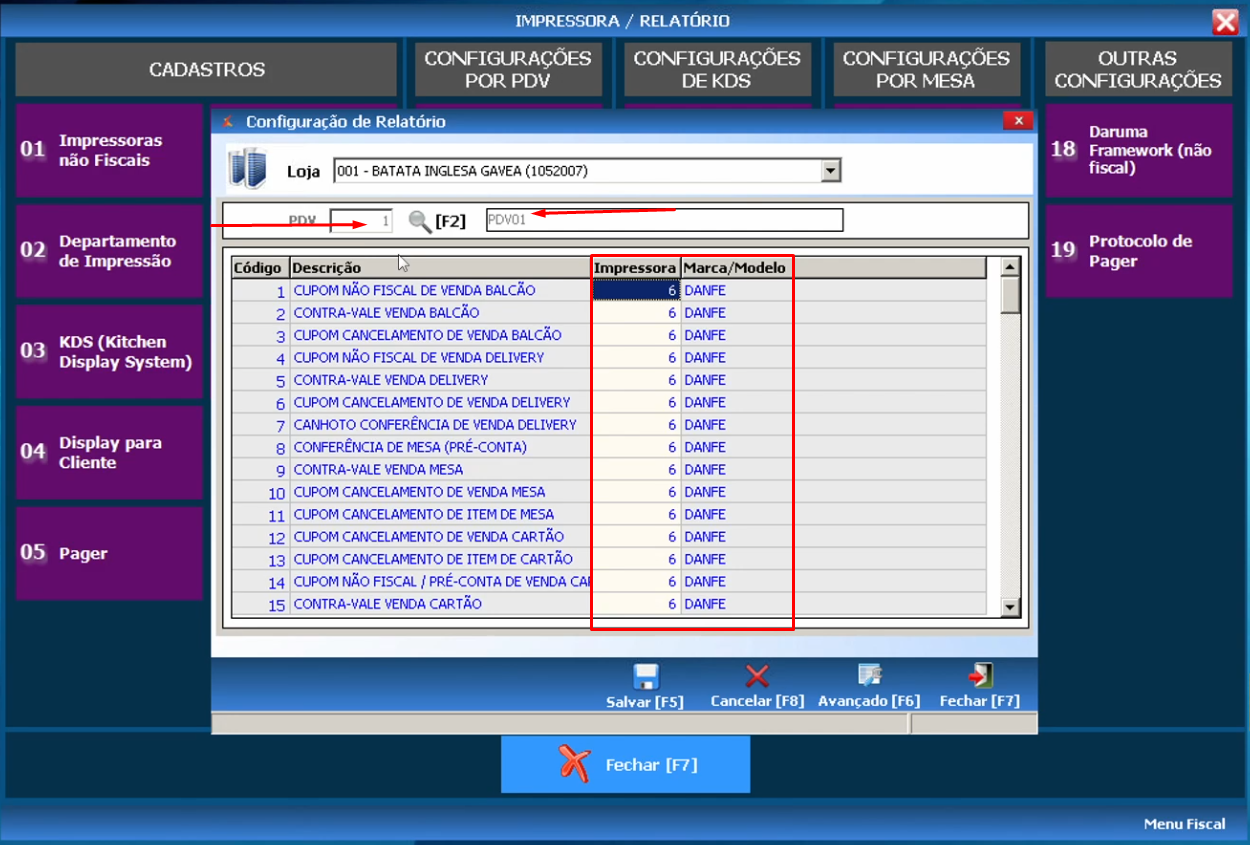 IMPRESSORA / RELATÓRIO
CADASTROS
CONFIGURAÇÕES
POR PDV
CONFIGURAÇÕES
DE KDS
CONFIGURAÇÕES
POR MESA
OUTRAS
CONFIGURAÇÕES
01 Impressoras
não Fiscais
02 Departamento
de Impressão
03 KDS (Kitchen
Display System)
04 Display para
Cliente
05 Pager
18 Daruma
Framework (não
fiscal)
19 Protocolo de
Pager
Configuração de Relatório
Loja 001 - BATATA INGLESA GAVEA (1052007)
PDV 1 [F2] PDV01
Código Descrição Impressora Marca/Modelo
1 CUPOM NÃO FISCAL DE VENDA BALCÃO 6 DANFE
2 CONTRA-VALE VENDA BALCÃO 6 DANFE
3 CUPOM CANCELAMENTO DE VENDA BALCÃO 6 DANFE
4 CUPOM NÃO FISCAL DE VENDA DELIVERY 6 DANFE
5 CONTRA-VALE VENDA DELIVERY 6 DANFE
6 CUPOM CANCELAMENTO DE VENDA DELIVERY 6 DANFE
7 CANHOTO CONFERÊNCIA DE VENDA DELIVERY 6 DANFE
8 CONFERÊNCIA DE MESA (PRÉ-CONTA) 6 DANFE
9 CONTRA-VALE VENDA MESA 6 DANFE
10 CUPOM CANCELAMENTO DE VENDA MESA 6 DANFE
11 CUPOM CANCELAMENTO DE ITEM DE MESA 6 DANFE
12 CUPOM CANCELAMENTO DE VENDA CARTÃO 6 DANFE
13 CUPOM CANCELAMENTO DE ITEM DE CARTÃO 6 DANFE
14 CUPOM NÃO FISCAL / PRÉ-CONTA DE VENDA CAR 6 DANFE
15 CONTRA-VALE VENDA CARTÃO 6 DANFE
Salvar [F5] Cancelar [F8] Avançado [F6] Fechar [F7]
Fechar [F7]
Menu Fiscal